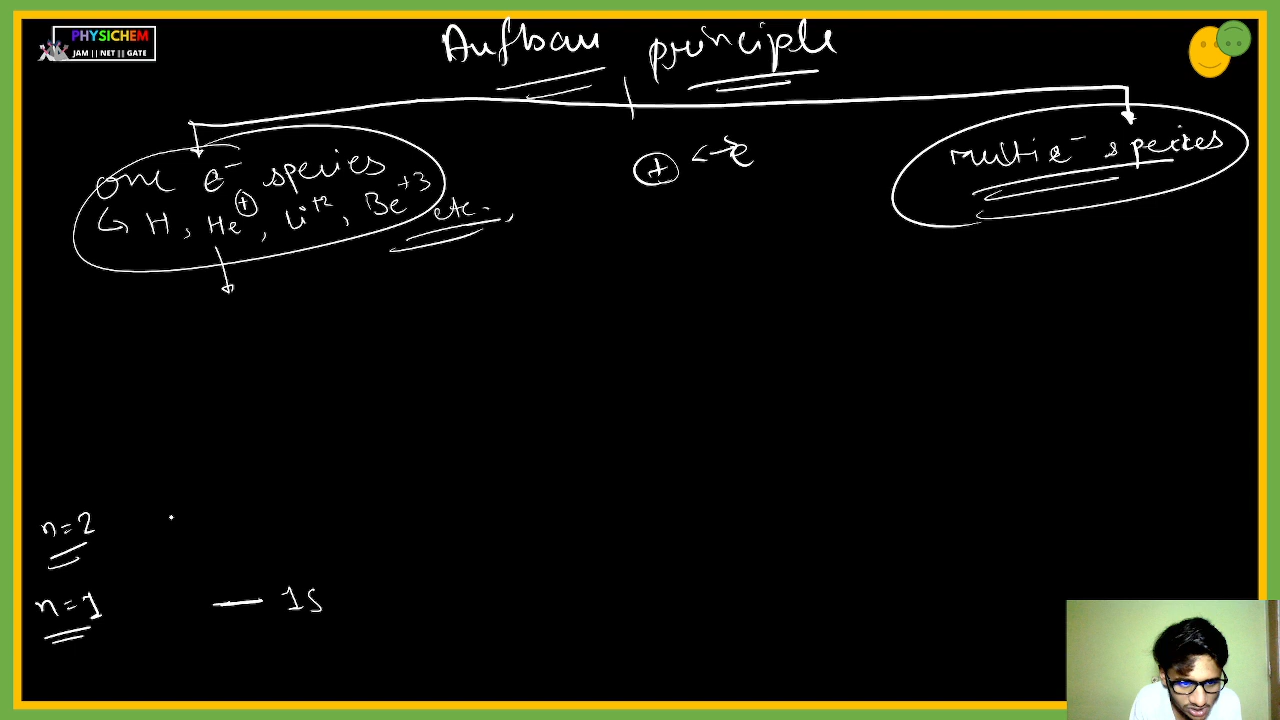 PHYSICHEM
JAM || NET || GATE
Aufbau principle
one e⁻ species
↳ H, He⁺, Li⁺², Be⁺³ etc.,
⊕ <→ e
multi e⁻ species
n=2
n=1 — 1s